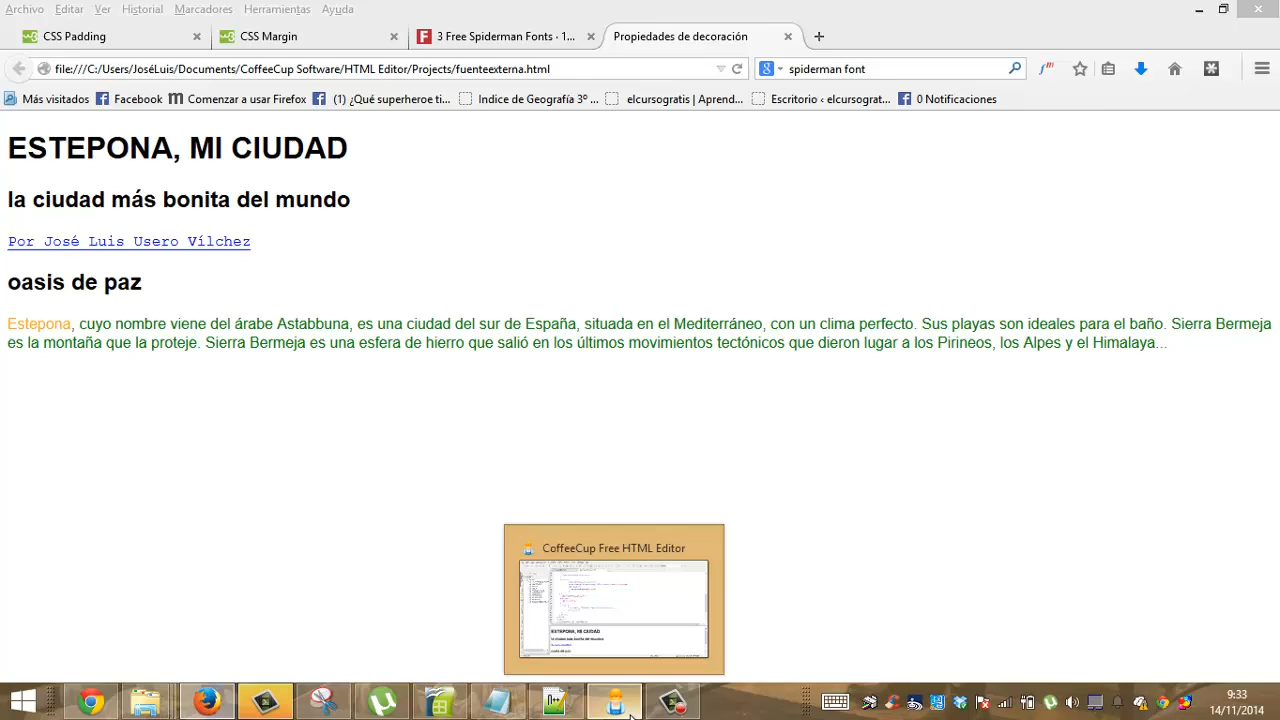 Archivo Editar Ver Historial Marcadores Herramientas Ayuda
CSS Padding
CSS Margin
3 Free Spiderman Fonts · 1...
Propiedades de decoración
file:///C:/Users/JoséLuis/Documents/CoffeeCup Software/HTML Editor/Projects/fuenteexterna.html
spiderman font
Más visitados
Facebook
Comenzar a usar Firefox
(1) ¿Qué superheroe ti...
Indice de Geografía 3º ...
elcursogratis | Aprend...
Escritorio ‹ elcursograt...
0 Notificaciones
ESTEPONA, MI CIUDAD
la ciudad más bonita del mundo
Por José Luis Usero Vílchez
oasis de paz
Estepona, cuyo nombre viene del árabe Astabbuna, es una ciudad del sur de España, situada en el Mediterráneo, con un clima perfecto. Sus playas son ideales para el baño. Sierra Bermeja
es la montaña que la proteje. Sierra Bermeja es una esfera de hierro que salió en los últimos movimientos tectónicos que dieron lugar a los Pirineos, los Alpes y el Himalaya...
CoffeeCup Free HTML Editor
ESTEPONA, MI CIUDAD
9:33
14/11/2014